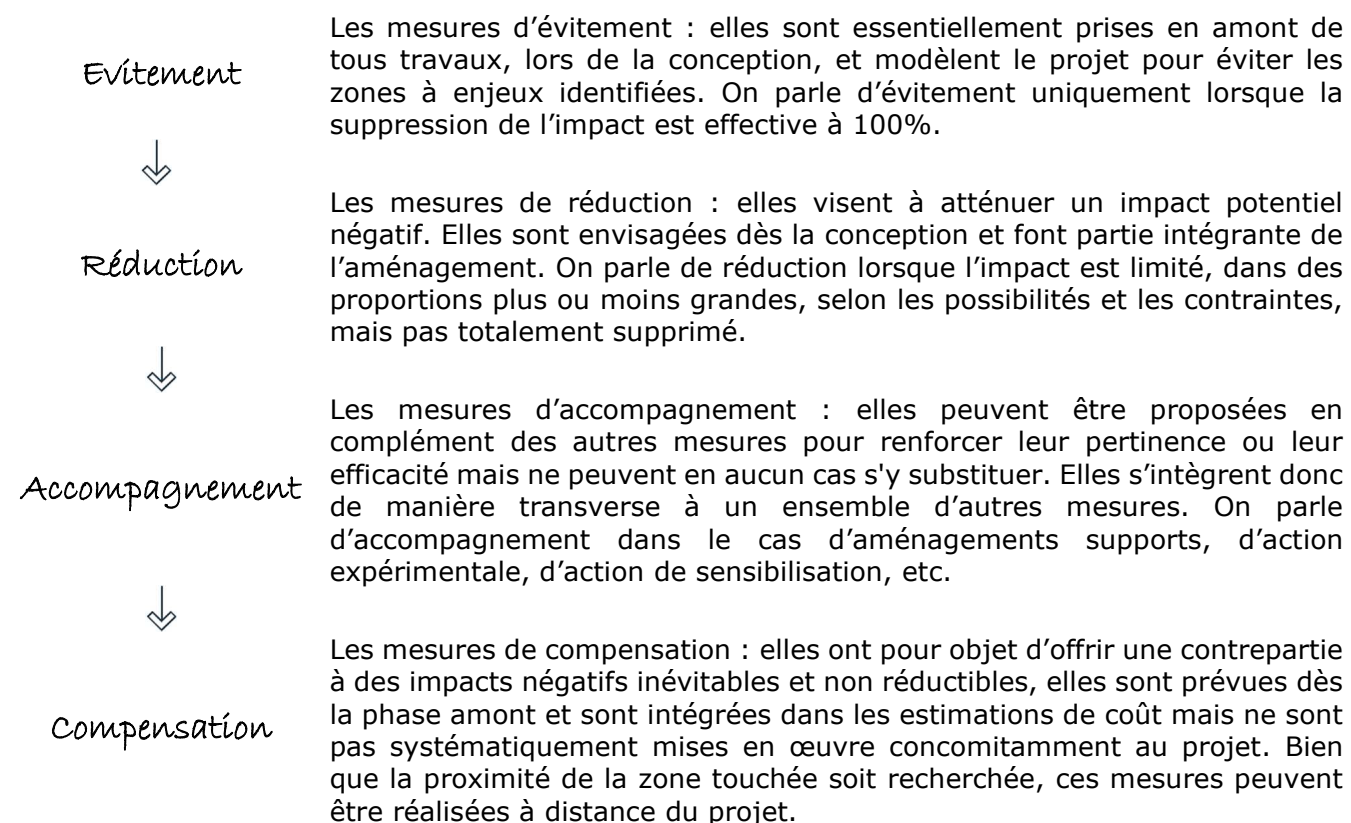 Les mesures d’évitement : elles sont essentiellement prises en amont de
tous travaux, lors de la conception, et modèlent le projet pour éviter les
Evitement
zones à enjeux identifiées. On parle d’évitement uniquement lorsque la
suppression de l’impact est effective à 100%.
Les mesures de réduction : elles visent à atténuer un impact potentiel
négatif. Elles sont envisagées dès la conception et font partie intégrante de
Réduction
l’aménagement. On parle de réduction lorsque l’impact est limité, dans des
proportions plus ou moins grandes, selon les possibilités et les contraintes,
mais pas totalement supprimé.
Les mesures d’accompagnement : elles peuvent être proposées en
complément des autres mesures pour renforcer leur pertinence ou leur
efficacité mais ne peuvent en aucun cas s'y substituer. Elles s’intègrent donc
Accompagnement
de manière transverse à un ensemble d’autres mesures. On parle
d’accompagnement dans le cas d’aménagements supports, d’action
expérimentale, d’action de sensibilisation, etc.
Les mesures de compensation : elles ont pour objet d’offrir une contrepartie
à des impacts négatifs inévitables et non réductibles, elles sont prévues dès
la phase amont et sont intégrées dans les estimations de coût mais ne sont
Compensation
pas systématiquement mises en œuvre concomitamment au projet. Bien
que la proximité de la zone touchée soit recherchée, ces mesures peuvent
être réalisées à distance du projet.